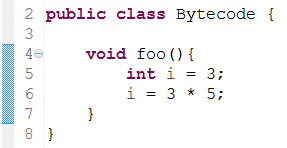 2 public class Bytecode {
3
4 void foo(){
5 int i = 3;
6 i = 3 * 5;
7 }
8 }